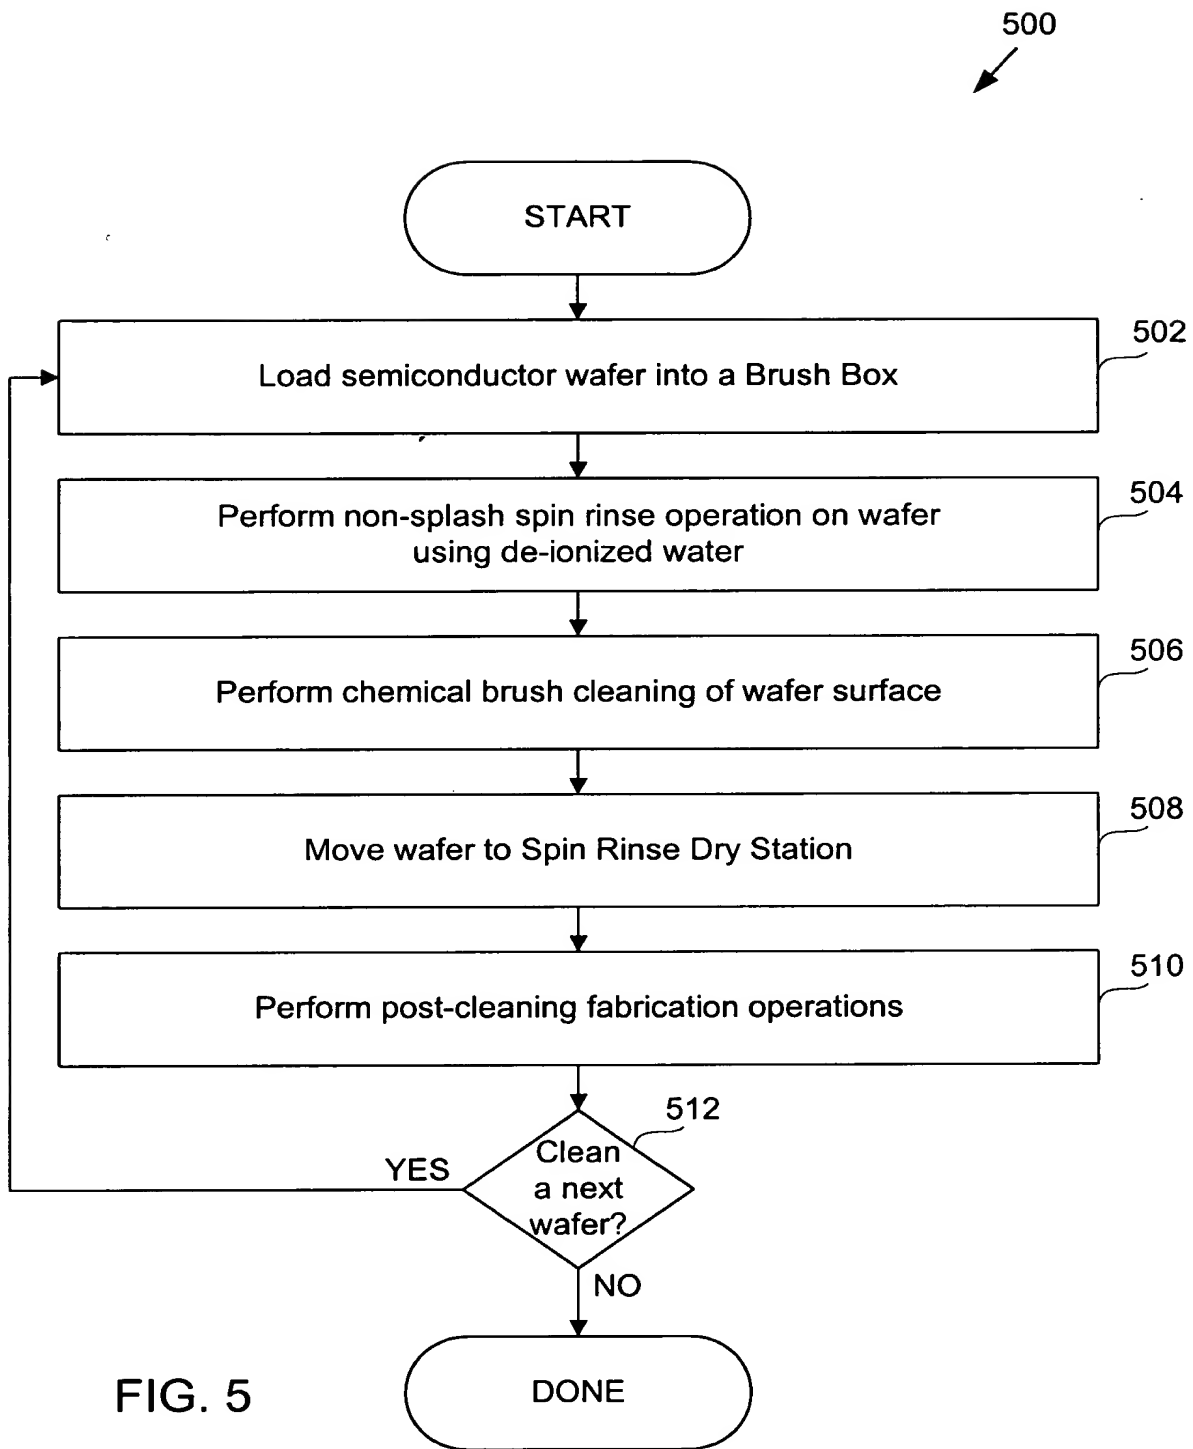 500
START
502
Load semiconductor wafer into a Brush Box
504
Perform non-splash spin rinse operation on wafer
using de-ionized water
506
Perform chemical brush cleaning of wafer surface
508
Move wafer to Spin Rinse Dry Station
510
Perform post-cleaning fabrication operations
512
Clean
a next
wafer?
YES
NO
DONE
FIG. 5